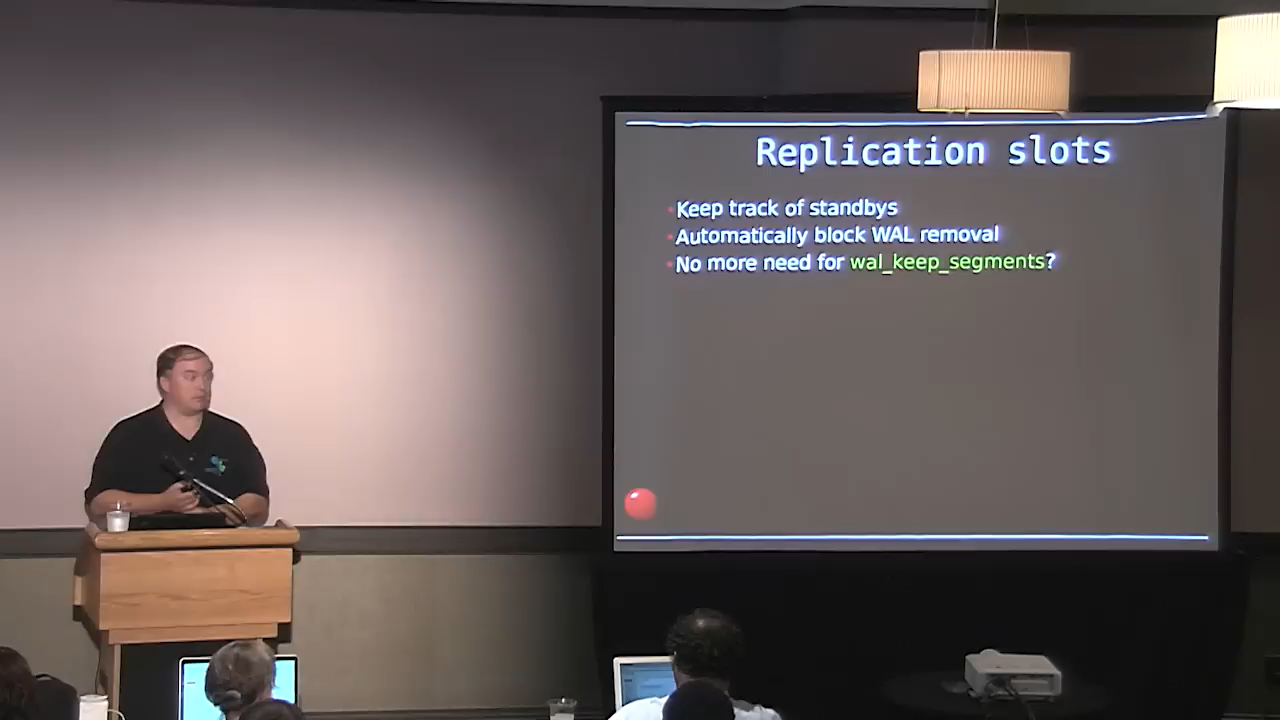 Replication slots
Keep track of standbys
Automatically block WAL removal
No more need for wal_keep_segments?